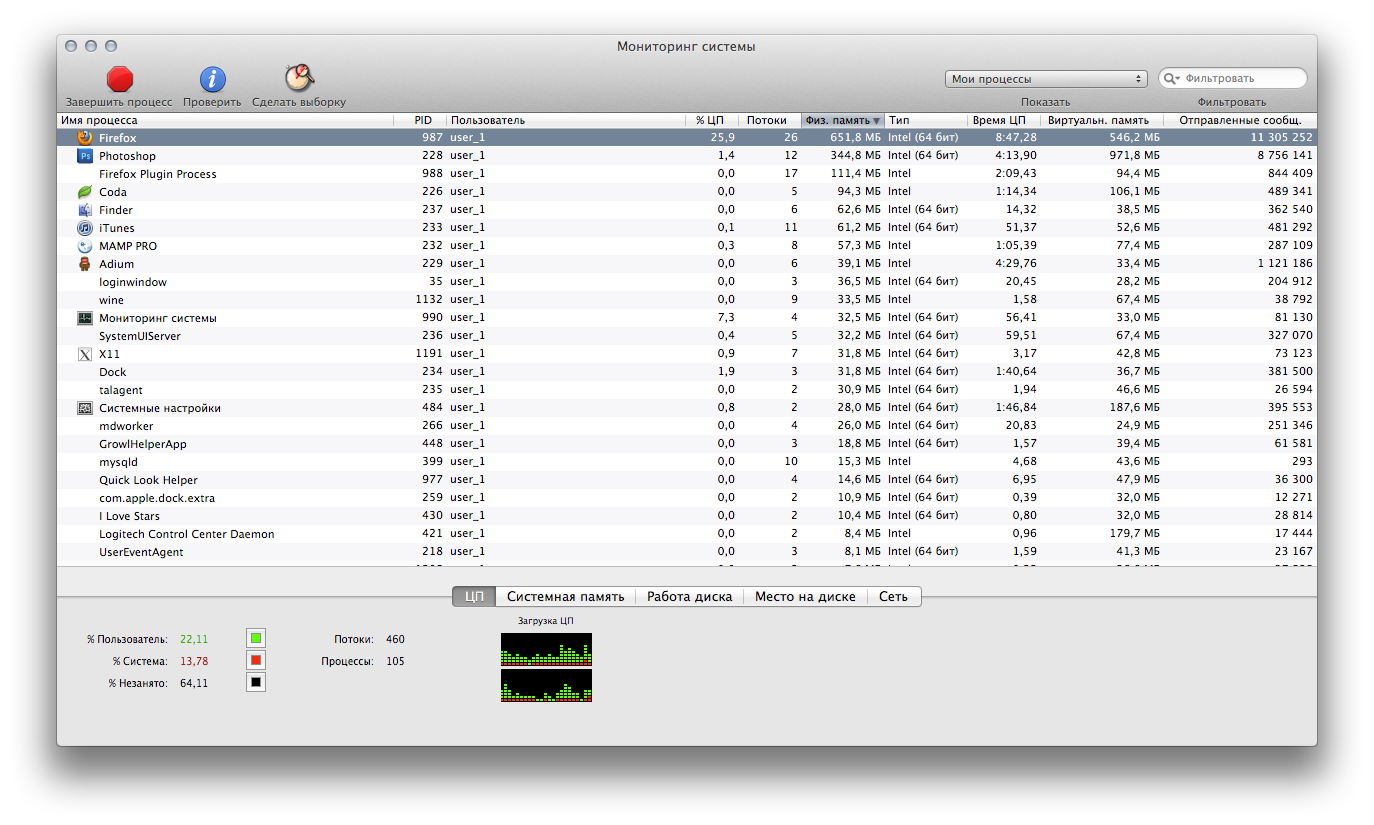 Мониторинг системы
Завершить процесс Проверить Сделать выборку Мои процессы Показать Фильтровать Фильтровать
Имя процесса PID Пользователь % ЦП Потоки Физ. память Тип Время ЦП Виртуальн. память Отправленные сообщ.
Firefox 987 user_1 25,9 26 651,8 МБ Intel (64 бит) 8:47,28 546,2 МБ 11 305 252
Photoshop 228 user_1 1,4 12 344,8 МБ Intel (64 бит) 4:13,90 971,8 МБ 8 756 141
Firefox Plugin Process 988 user_1 0,0 17 111,4 МБ Intel 2:09,43 94,4 МБ 844 409
Coda 226 user_1 0,0 5 94,3 МБ Intel 1:14,34 106,1 МБ 489 341
Finder 237 user_1 0,0 6 62,6 МБ Intel (64 бит) 14,32 38,5 МБ 362 540
iTunes 233 user_1 0,1 11 61,2 МБ Intel (64 бит) 51,37 52,6 МБ 481 292
MAMP PRO 232 user_1 0,3 8 57,3 МБ Intel 1:05,39 77,4 МБ 287 109
Adium 229 user_1 0,0 6 39,1 МБ Intel 4:29,76 33,4 МБ 1 121 186
loginwindow 35 user_1 0,0 3 36,5 МБ Intel (64 бит) 20,45 28,2 МБ 204 912
wine 1132 user_1 0,0 9 33,5 МБ Intel 1,58 67,4 МБ 38 792
Мониторинг системы 990 user_1 7,3 4 32,5 МБ Intel (64 бит) 56,41 33,0 МБ 81 130
SystemUIServer 236 user_1 0,4 5 32,2 МБ Intel (64 бит) 59,51 67,4 МБ 327 070
X11 1191 user_1 0,9 7 31,8 МБ Intel (64 бит) 3,17 42,8 МБ 73 123
Dock 234 user_1 1,9 3 31,8 МБ Intel (64 бит) 1:40,64 36,7 МБ 381 500
talagent 235 user_1 0,0 2 30,9 МБ Intel (64 бит) 1,94 46,6 МБ 26 594
Системные настройки 484 user_1 0,8 2 28,0 МБ Intel (64 бит) 1:46,84 187,6 МБ 395 553
mdworker 266 user_1 0,0 4 26,0 МБ Intel (64 бит) 20,83 24,9 МБ 251 346
GrowlHelperApp 448 user_1 0,0 3 18,8 МБ Intel (64 бит) 1,57 39,4 МБ 61 581
mysqld 399 user_1 0,0 10 15,3 МБ Intel 4,68 43,6 МБ 293
Quick Look Helper 977 user_1 0,0 4 14,6 МБ Intel (64 бит) 6,95 47,9 МБ 36 300
com.apple.dock.extra 259 user_1 0,0 2 10,9 МБ Intel (64 бит) 0,39 32,0 МБ 12 271
I Love Stars 430 user_1 0,0 2 10,4 МБ Intel (64 бит) 0,80 32,0 МБ 28 814
Logitech Control Center Daemon 421 user_1 0,0 2 8,4 МБ Intel 0,96 179,7 МБ 17 444
UserEventAgent 218 user_1 0,0 3 8,1 МБ Intel (64 бит) 1,59 41,3 МБ 23 167
ЦП Системная память Работа диска Место на диске Сеть
Загрузка ЦП
% Пользователь: 22,11 Потоки: 460
% Система: 13,78 Процессы: 105
% Незанято: 64,11